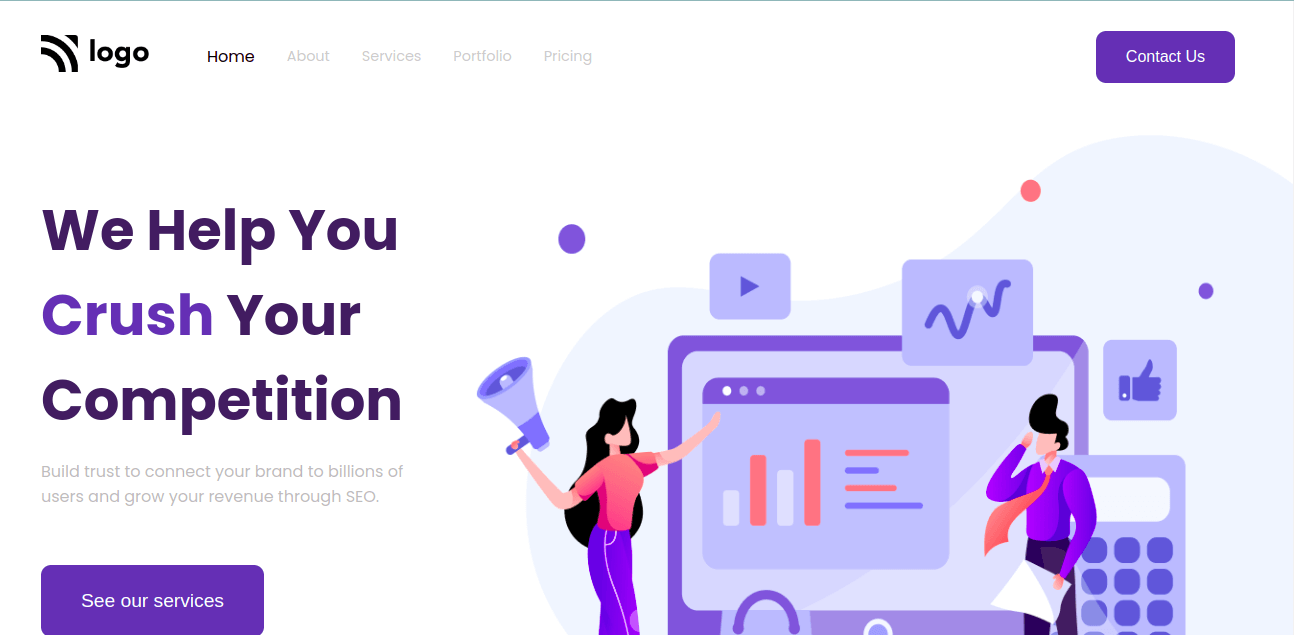 logo
Home
About
Services
Portfolio
Pricing
Contact Us
We Help You
Crush Your
Competition
Build trust to connect your brand to billions of
users and grow your revenue through SEO.
See our services